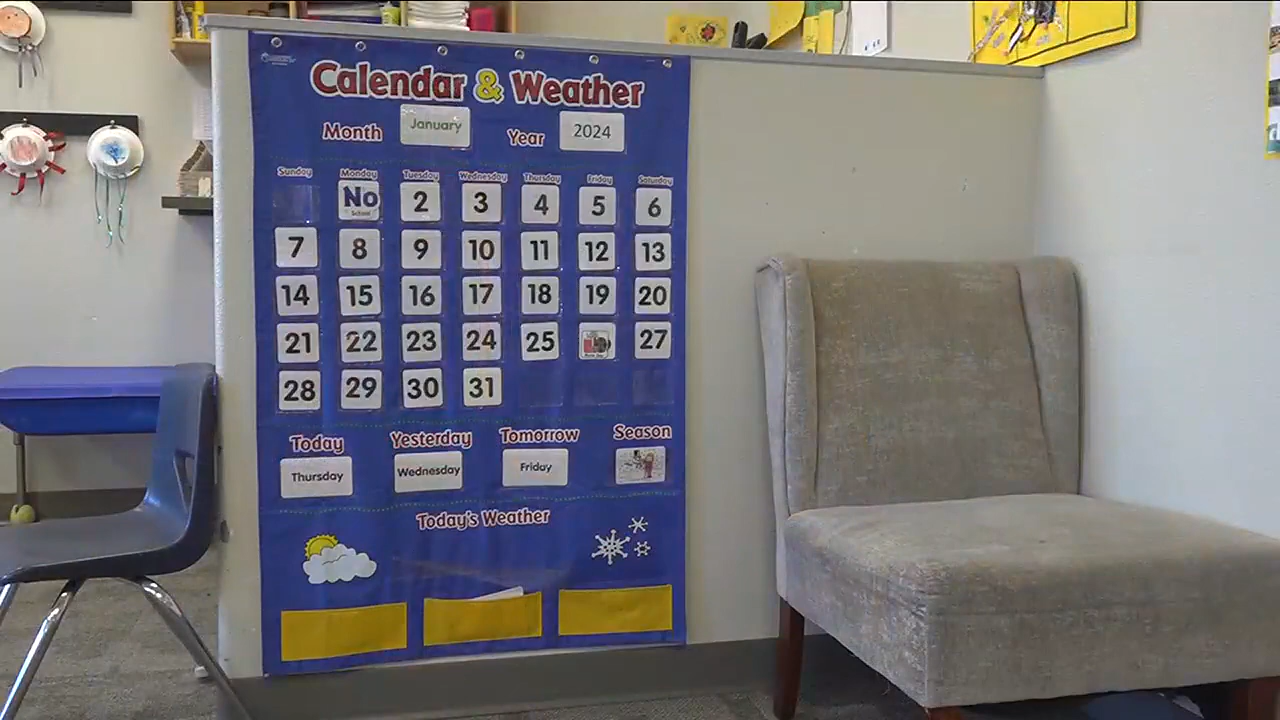 Calendar & Weather
Month January Year 2024
Sunday Monday Tuesday Wednesday Thursday Friday Saturday
No School 2 3 4 5 6
7 8 9 10 11 12 13
14 15 16 17 18 19 20
21 22 23 24 25 27
28 29 30 31
Today Yesterday Tomorrow Season
Thursday Wednesday Friday
Today's Weather